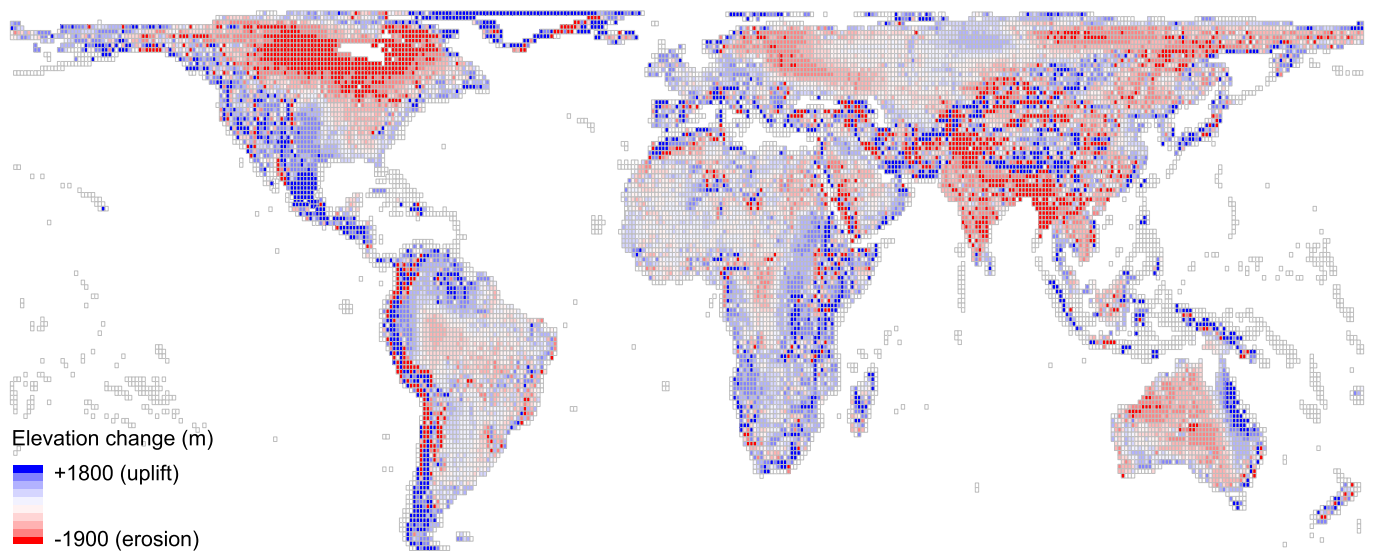 Elevation change (m)
+1800 (uplift)
-1900 (erosion)